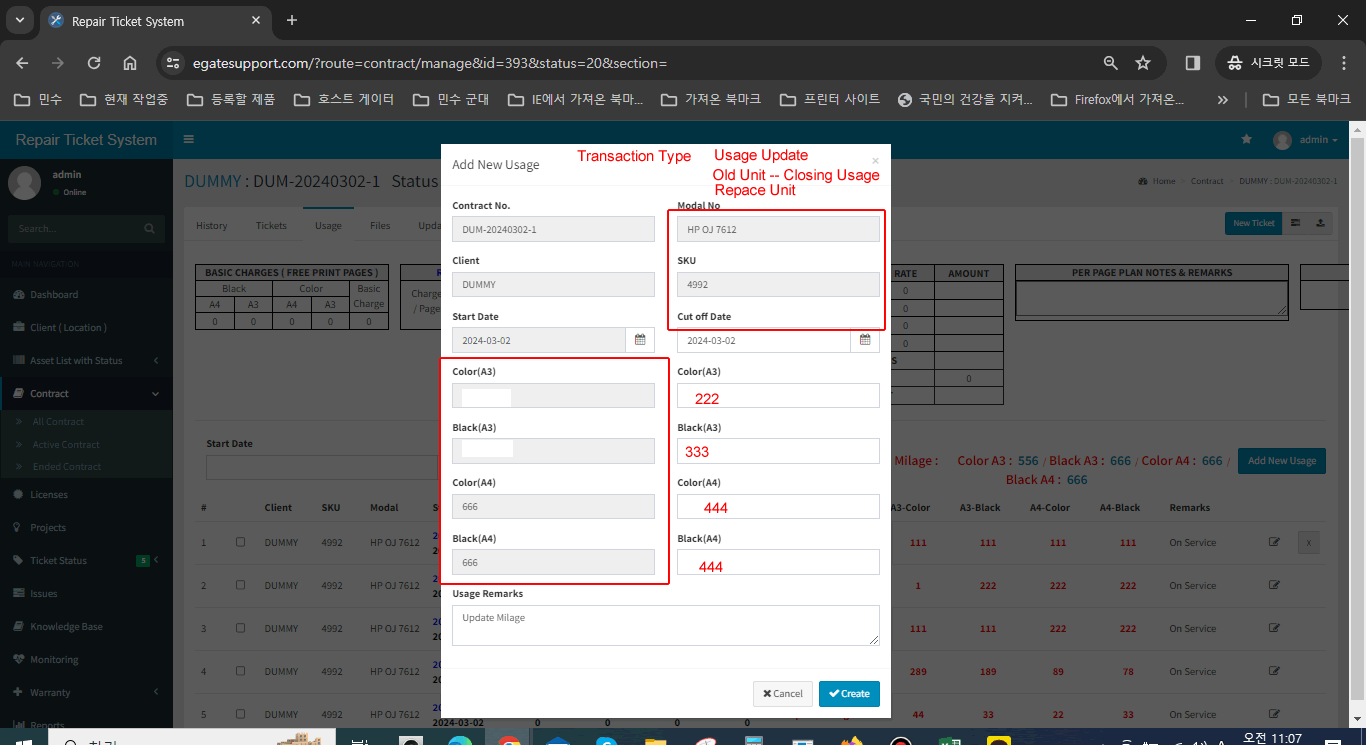 Repair Ticket System
egatesupport.com/?route=contract/manage&id=393&status=20&section=
시크릿 모드
민수 현재 작업중 등록할 제품 호스트 게이터 민수 군대 IE에서 가져온 북마... 가져온 북마크 프린터 사이트 국민의 건강을 지켜... Firefox에서 가져온... » 모든 북마크
Repair Ticket System
admin
admin
Online
Search...
MAIN NAVIGATION
Dashboard
Client ( Location )
Asset List with Status
Contract
All Contract
Active Contract
Ended Contract
Licenses
Projects
Ticket Status 5
Issues
Knowledge Base
Monitoring
Warranty
Reports
DUMMY : DUM-20240302-1 Status
Home Contract DUMMY : DUM-20240302-1
History Tickets Usage Files Upda
New Ticket
BASIC CHARGES ( FREE PRINT PAGES )
Black Color Basic Charge
A4 A3 A4 A3
0 0 0 0 0
Charge
/ Page
RATE AMOUNT
0
0
0
0
S
0
PER PAGE PLAN NOTES & REMARKS
Start Date
Milage : Color A3 : 556 / Black A3 : 666 / Color A4 : 666 /
Black A4 : 666
Add New Usage
# Client SKU Modal A3-Color A3-Black A4-Color A4-Black Remarks
1 DUMMY 4992 HP OJ 7612 111 111 111 111 On Service x
2 DUMMY 4992 HP OJ 7612 1 222 222 222 On Service
3 DUMMY 4992 HP OJ 7612 111 111 222 222 On Service
4 DUMMY 4992 HP OJ 7612 289 189 89 78 On Service
5 DUMMY 4992 HP OJ 7612 2024-03-02 0 0 0 0 44 33 22 33 On Service
Add New Usage
×
Transaction Type Usage Update
Old Unit -- Closing Usage
Repace Unit
Contract No. Modal No
DUM-20240302-1 HP OJ 7612
Client SKU
DUMMY 4992
Start Date Cut off Date
2024-03-02 2024-03-02
Color(A3) Color(A3)
222
Black(A3) Black(A3)
333
Color(A4) Color(A4)
666 444
Black(A4) Black(A4)
666 444
Usage Remarks
Update Milage
Cancel Create
오전 11:07